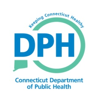 Keeping Connecticut Healthy
DPH
Connecticut Department
of Public Health